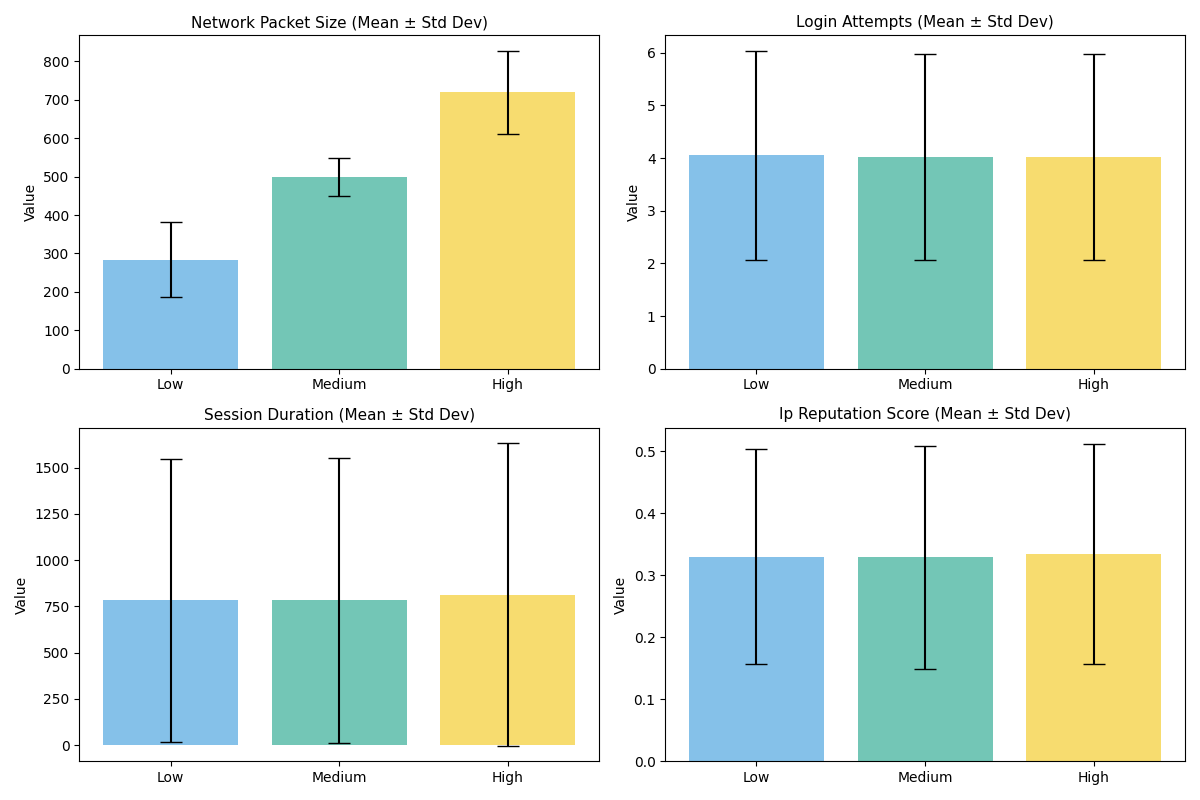 Network Packet Size (Mean ± Std Dev)
Value
800
700
600
500
400
300
200
100
0
Low Medium High
Login Attempts (Mean ± Std Dev)
Value
6
5
4
3
2
1
0
Low Medium High
Session Duration (Mean ± Std Dev)
Value
1500
1250
1000
750
500
250
0
Low Medium High
Ip Reputation Score (Mean ± Std Dev)
Value
0.5
0.4
0.3
0.2
0.1
0.0
Low Medium High